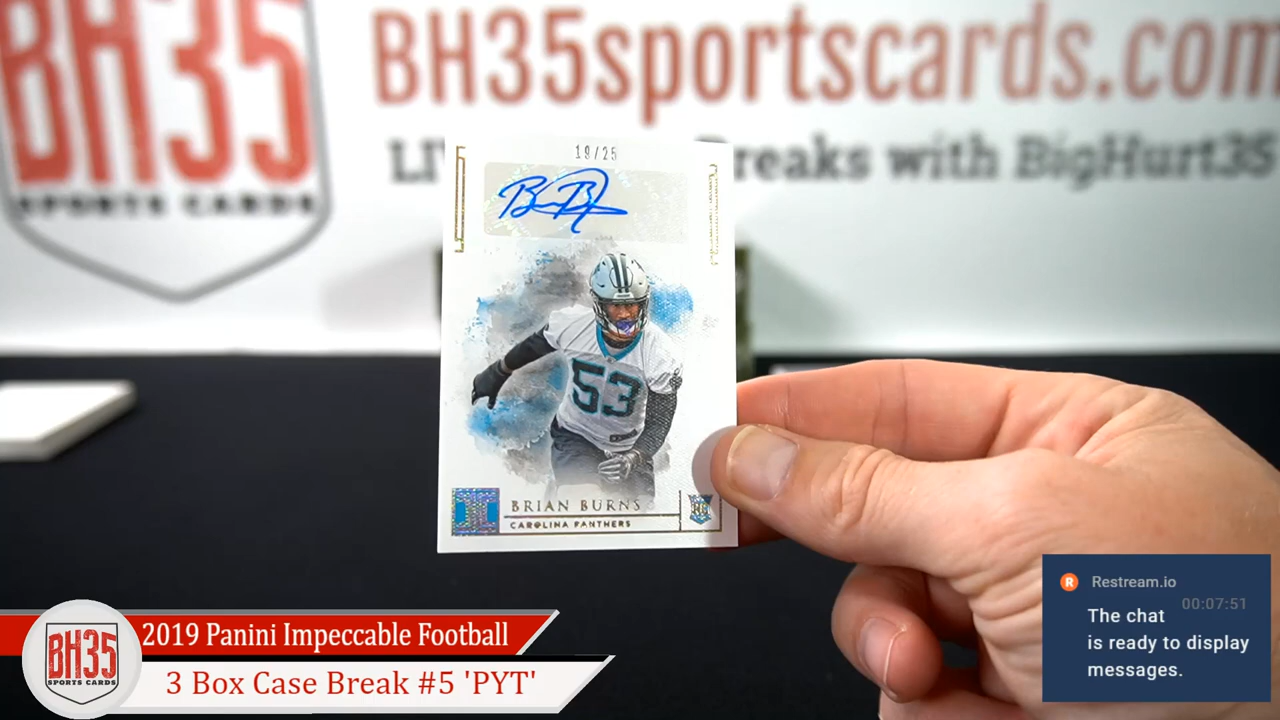 BH35
SPORTS CARDS
BH35sportscards.com
LI reaks with BigHurt35
19/25
53
BRIAN BURNS
CAROLINA PANTHERS
BH35
SPORTS CARDS
2019 Panini Impeccable Football
3 Box Case Break #5 'PYT'
Restream.io
00:07:51
The chat
is ready to display
messages.